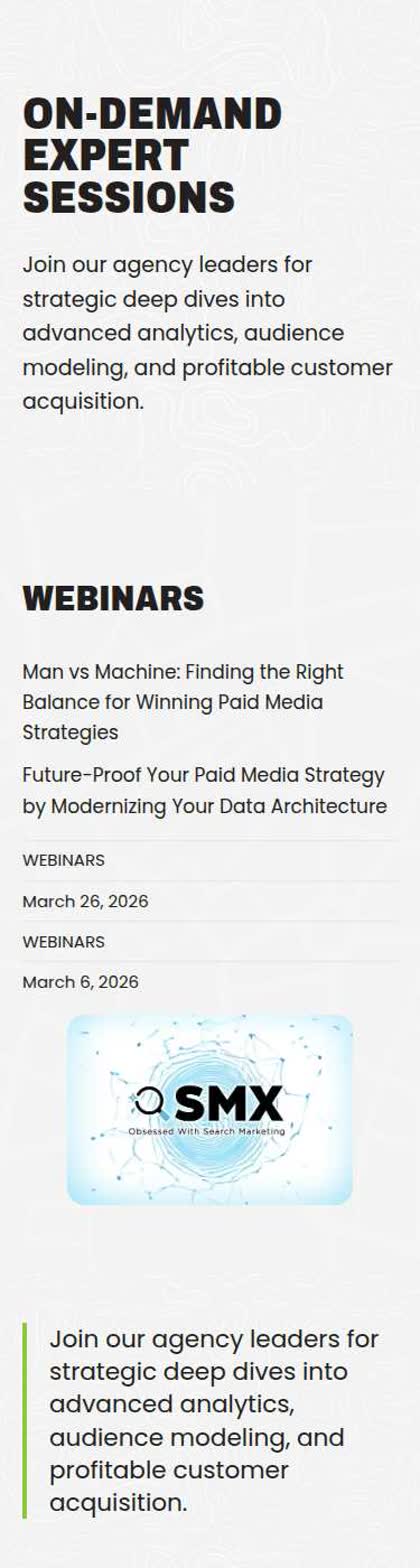 ON-DEMAND
EXPERT
SESSIONS
Join our agency leaders for
strategic deep dives into
advanced analytics, audience
modeling, and profitable customer
acquisition.
WEBINARS
Man vs Machine: Finding the Right
Balance for Winning Paid Media
Strategies
Future-Proof Your Paid Media Strategy
by Modernizing Your Data Architecture
WEBINARS
March 26, 2026
WEBINARS
March 6, 2026
SMX
Obsessed With Search Marketing
Join our agency leaders for
strategic deep dives into
advanced analytics,
audience modeling, and
profitable customer
acquisition.